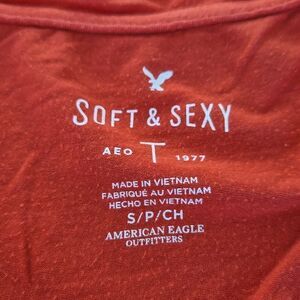 SOFT & SEXY
AEO T 1977
MADE IN VIETNAM
FABRIQUÉ AU VIETNAM
HECHO EN VIETNAM
S/P/CH
AMERICAN EAGLE
OUTFITTERS